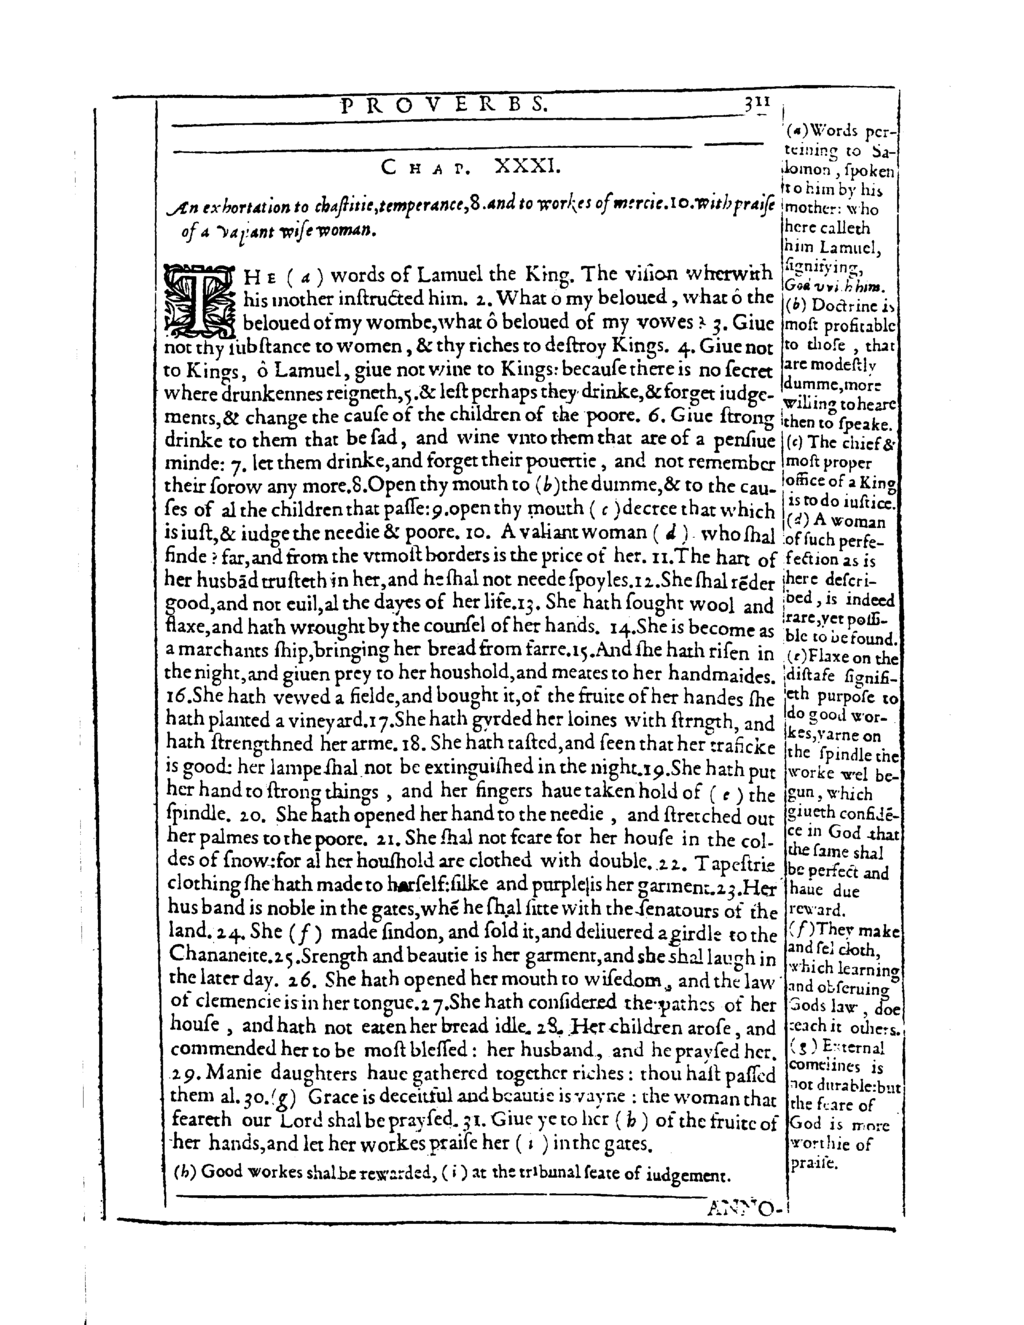 PROVERBS. 311
CHAP. XXXI.
An exhortation to chaſtitie,temperance,8.and to workes of mercie.10.with praiſe
of a valiant wiſe woman.
THE (a) words of Lamuel the King. The viſion wherwith
his mother inſtructed him. 2. What o my beloued, what ô the
beloued of my wombe,what ô beloued of my vowes? 3. Giue
not thy ſubſtance to women, & thy riches to deſtroy Kings. 4. Giue not
to Kings, ô Lamuel, giue not wine to Kings: becauſe there is no ſecret
where drunkennes reigneth,5.& leſt perhaps they drinke,& forget iudge-
ments,& change the cauſe of the children of the poore. 6. Giue ſtrong
drinke to them that be ſad, and wine vnto them that are of a penſiue
minde: 7. let them drinke,and forget their pouertie, and not remember
their ſorow any more.8.Open thy mouth to (b)the dumme,& to the cau-
ſes of al the children that paſſe:9.open thy mouth (c)decree that which
is iuſt,& iudge the needie & poore. 10. A valiant woman (d) who ſhal
finde? far,and from the vtmoſt borders is the price of her. 11.The hart of
her husbãd truſteth in her,and he ſhal not neede ſpoyles.12.She ſhal rẽder
good,and not euil,al the dayes of her life.13. She hath ſought wool and
flaxe,and hath wrought by the counſel of her hands. 14.She is become as
a marchants ſhip,bringing her bread from farre.15.And ſhe hath riſen in
the night,and giuen prey to her houshold,and meates to her handmaides.
16.She hath vewed a fielde,and bought it,of the fruite of her handes ſhe
hath planted a vineyard.17.She hath gyrded her loines with ſtrngth, and
hath ſtrengthned her arme. 18. She hath taſted,and ſeen that her traficke
is good: her lampe ſhal not be extinguiſhed in the night.19.She hath put
her hand to ſtrong things, and her fingers haue taken hold of (e) the
ſpindle. 20. She hath opened her hand to the needie, and ſtretched out
her palmes to the poore. 21. She ſhal not feare for her houſe in the col-
des of ſnow:for al her houſhold are clothed with double. 22. Tapeſtrie
clothing ſhe hath made to herſelf:ſilke and purple is her garment.23.Her
husband is noble in the gates,whẽ he ſhal ſitte with the ſenatours of the
land. 24. She (f) made ſindon, and ſold it,and deliuered a girdle to the
Chananeite.25.Srength and beautie is her garment,and she shal laugh in
the later day. 26. She hath opened her mouth to wiſedom, and the law
of clemencie is in her tongue.27.She hath conſidered the pathes of her
houſe, and hath not eaten her bread idle. 28. Her children aroſe, and
commended her to be moſt bleſſed: her husband, and he prayſed her.
29. Manie daughters haue gathered together riches: thou haſt paſſed
them al. 30.(g) Grace is deceitful and beautie is vayne: the woman that
feareth our Lord shal be prayſed. 31. Giue ye to her (h) of the fruite of
her hands,and let her workes praiſe her (i) in the gates.
(h) Good workes shal be rewarded, (i) at the tribunal ſeate of iudgement.
(a)Words per-
teining to Sa-
lomon, ſpoken
to him by his
mother: who
here calleth
him Lamuel,
ſignifying,
God with him.
(b) Doctrine is
moſt profitable
to thoſe, that
are modeſtly
dumme,more
willing to heare
then to ſpeake.
(c) The chief &
moſt proper
office of a King
is to do iuſtice.
(d) A woman
of ſuch perfe-
fection as is
here deſcri-
bed, is indeed
rare,yet poſſi-
ble to be found.
(e)Flaxe on the
diſtafe ſignifi-
eth purpoſe to
do good wor-
kes,yarne on
the ſpindle the
worke wel be-
gun, which
giueth confidẽ-
ce in God that
the ſame shal
be perfect and
haue due
reward.
(f)They make
and ſel cloth,
which learning
and obſeruing
Gods law, doe
teach it others.
(g) External
comelines is
not durable:but
the feare of
God is more
worthie of
praiſe.
ANNO-